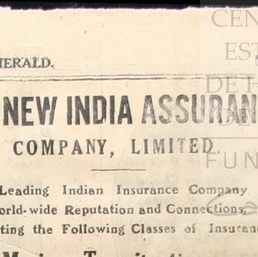 HERALD.
NEW INDIA ASSURAN
COMPANY, LIMITED.
Leading Indian Insurance Company
orld-wide Reputation and Connections,
ting the Following Classes of Insuran
CEN
EST
DE L
FUN